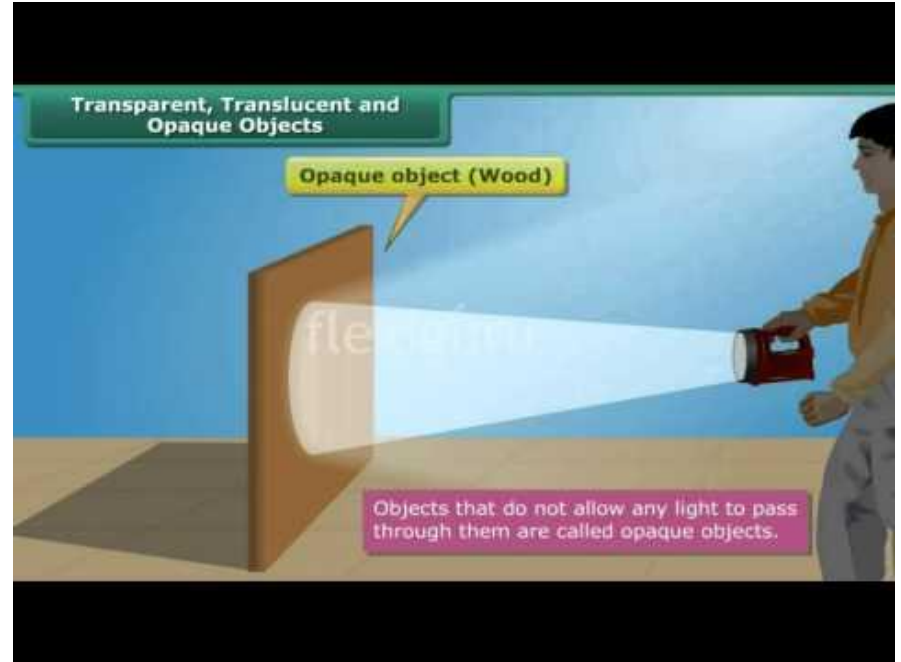 Transparent, Translucent and
Opaque Objects
Opaque object (Wood)
Objects that do not allow any light to pass
through them are called opaque objects.